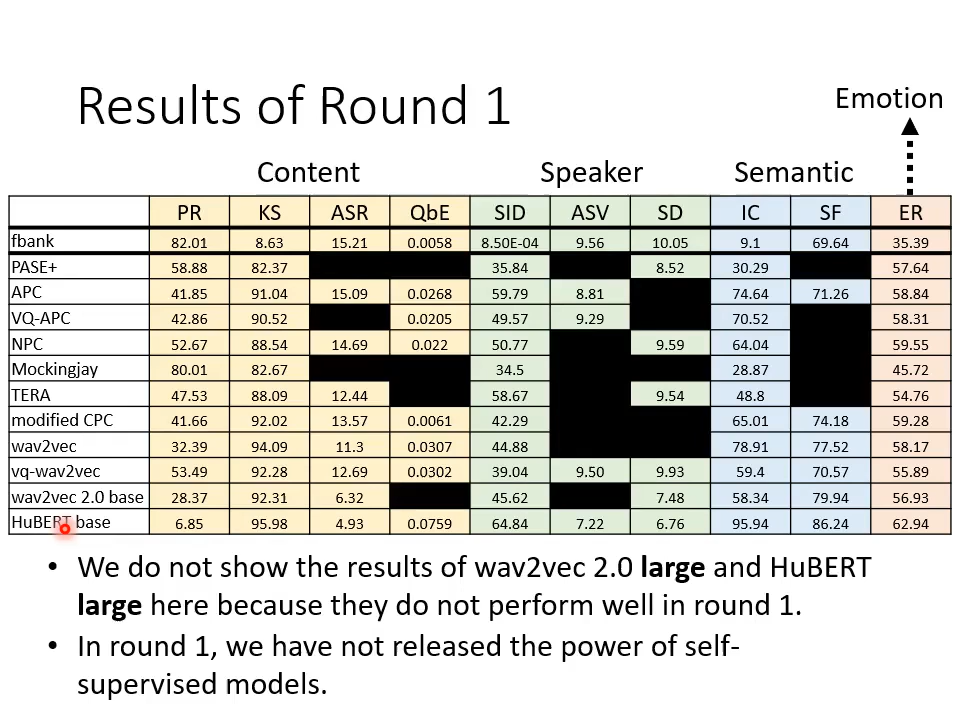 Results of Round 1
Emotion
Content Speaker Semantic
PR KS ASR QbE SID ASV SD IC SF ER
fbank 82.01 8.63 15.21 0.0058 8.50E-04 9.56 10.05 9.1 69.64 35.39
PASE+ 58.88 82.37 35.84 8.52 30.29 57.64
APC 41.85 91.04 15.09 0.0268 59.79 8.81 74.64 71.26 58.84
VQ-APC 42.86 90.52 0.0205 49.57 9.29 70.52 58.31
NPC 52.67 88.54 14.69 0.022 50.77 9.59 64.04 59.55
Mockingjay 80.01 82.67 34.5 28.87 45.72
TERA 47.53 88.09 12.44 58.67 9.54 48.8 54.76
modified CPC 41.66 92.02 13.57 0.0061 42.29 65.01 74.18 59.28
wav2vec 32.39 94.09 11.3 0.0307 44.88 78.91 77.52 58.17
vq-wav2vec 53.49 92.28 12.69 0.0302 39.04 9.50 9.93 59.4 70.57 55.89
wav2vec 2.0 base 28.37 92.31 6.32 45.62 7.48 58.34 79.94 56.93
HuBERT base 6.85 95.98 4.93 0.0759 64.84 7.22 6.76 95.94 86.24 62.94
• We do not show the results of wav2vec 2.0 large and HuBERT
large here because they do not perform well in round 1.
• In round 1, we have not released the power of self-
supervised models.